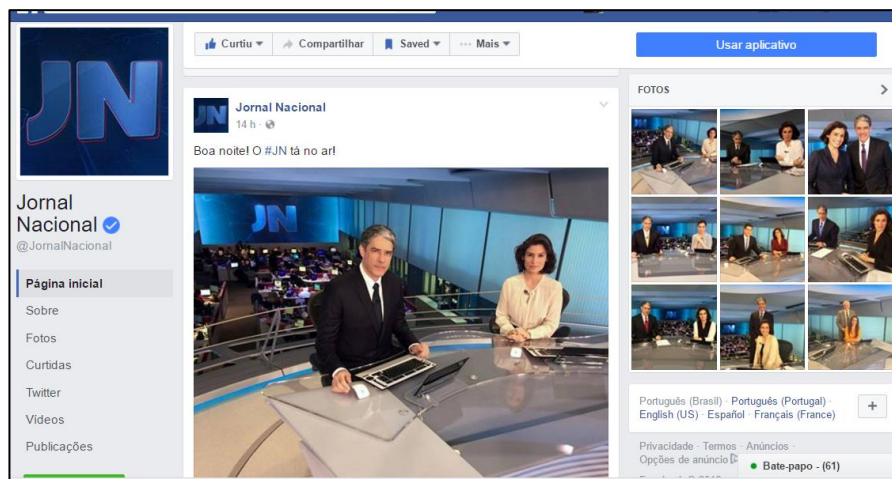 JN
Curtiu
Compartilhar
Saved
Mais
Usar aplicativo
Jornal
Nacional
@JornalNacional
Página inicial
Sobre
Fotos
Curtidas
Twitter
Vídeos
Publicações
JN
Jornal Nacional
14 h ·
Boa noite! O #JN tá no ar!
JN
FOTOS
Português (Brasil) · Português (Portugal) ·
English (US) · Español · Français (France)
+
Privacidade · Termos · Anúncios ·
Opções de anúncio
Bate-papo - (61)